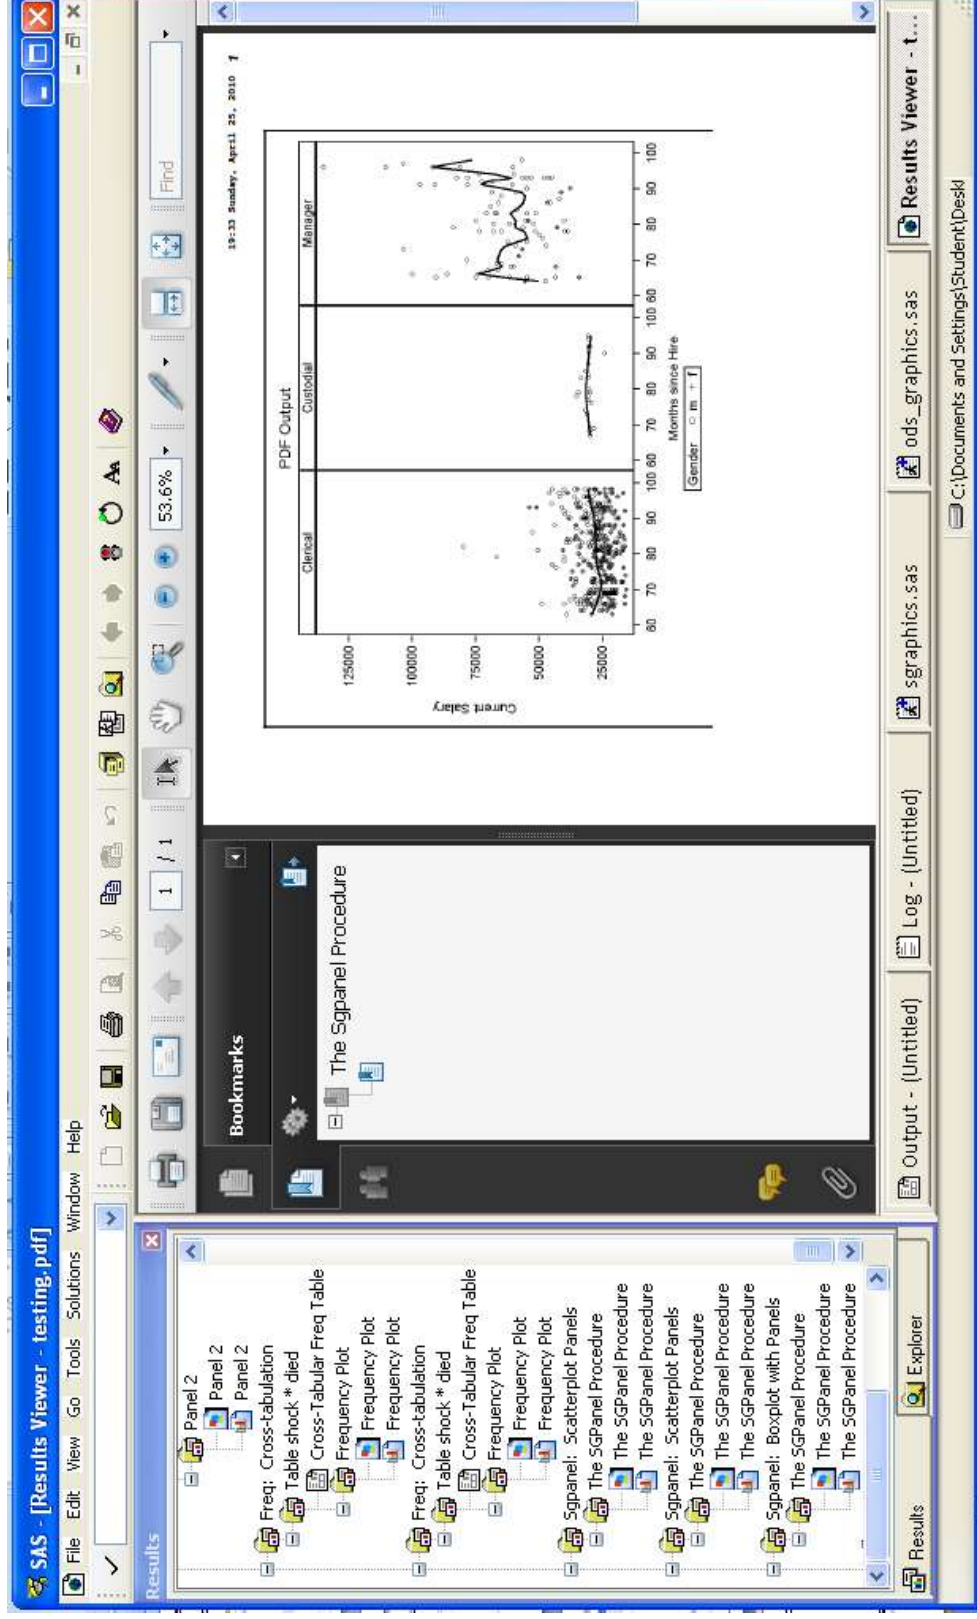 SAS - [Results Viewer - testing.pdf]
File Edit View Go Tools Solutions Window Help
Results
Panel 2
Panel 2
Panel 2
Freq: Cross-tabulation
Table shock * died
Cross-Tabular Freq Table
Frequency Plot
Frequency Plot
Frequency Plot
Freq: Cross-tabulation
Table shock * died
Cross-Tabular Freq Table
Frequency Plot
Frequency Plot
Frequency Plot
Sgpanel: Scatterplot Panels
The SGPanel Procedure
The SGPanel Procedure
The SGPanel Procedure
Sgpanel: Scatterplot Panels
The SGPanel Procedure
The SGPanel Procedure
The SGPanel Procedure
Sgpanel: Boxplot with Panels
The SGPanel Procedure
The SGPanel Procedure
The SGPanel Procedure
Results Explorer
1 / 1 53.6% Find
Bookmarks
The Sgpanel Procedure
19:33 Sunday, April 25, 2010 1
PDF Output
Clerical Custodial Manager
125000
100000
75000
50000
25000
Current Salary
60 70 80 90 100 60 70 80 90 100 60 70 80 90 100
Months since Hire
Gender o m + f
Output - (Untitled) Log - (Untitled) sgraphics.sas ods_graphics.sas Results Viewer - t...
C:\Documents and Settings\Student\Deskl